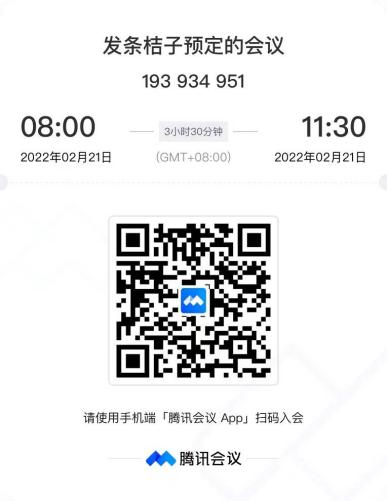 发条桔子预定的会议
193 934 951
08:00 3小时30分钟 11:30
2022年02月21日 (GMT+08:00) 2022年02月21日
请使用手机端「腾讯会议 App」扫码入会
腾讯会议